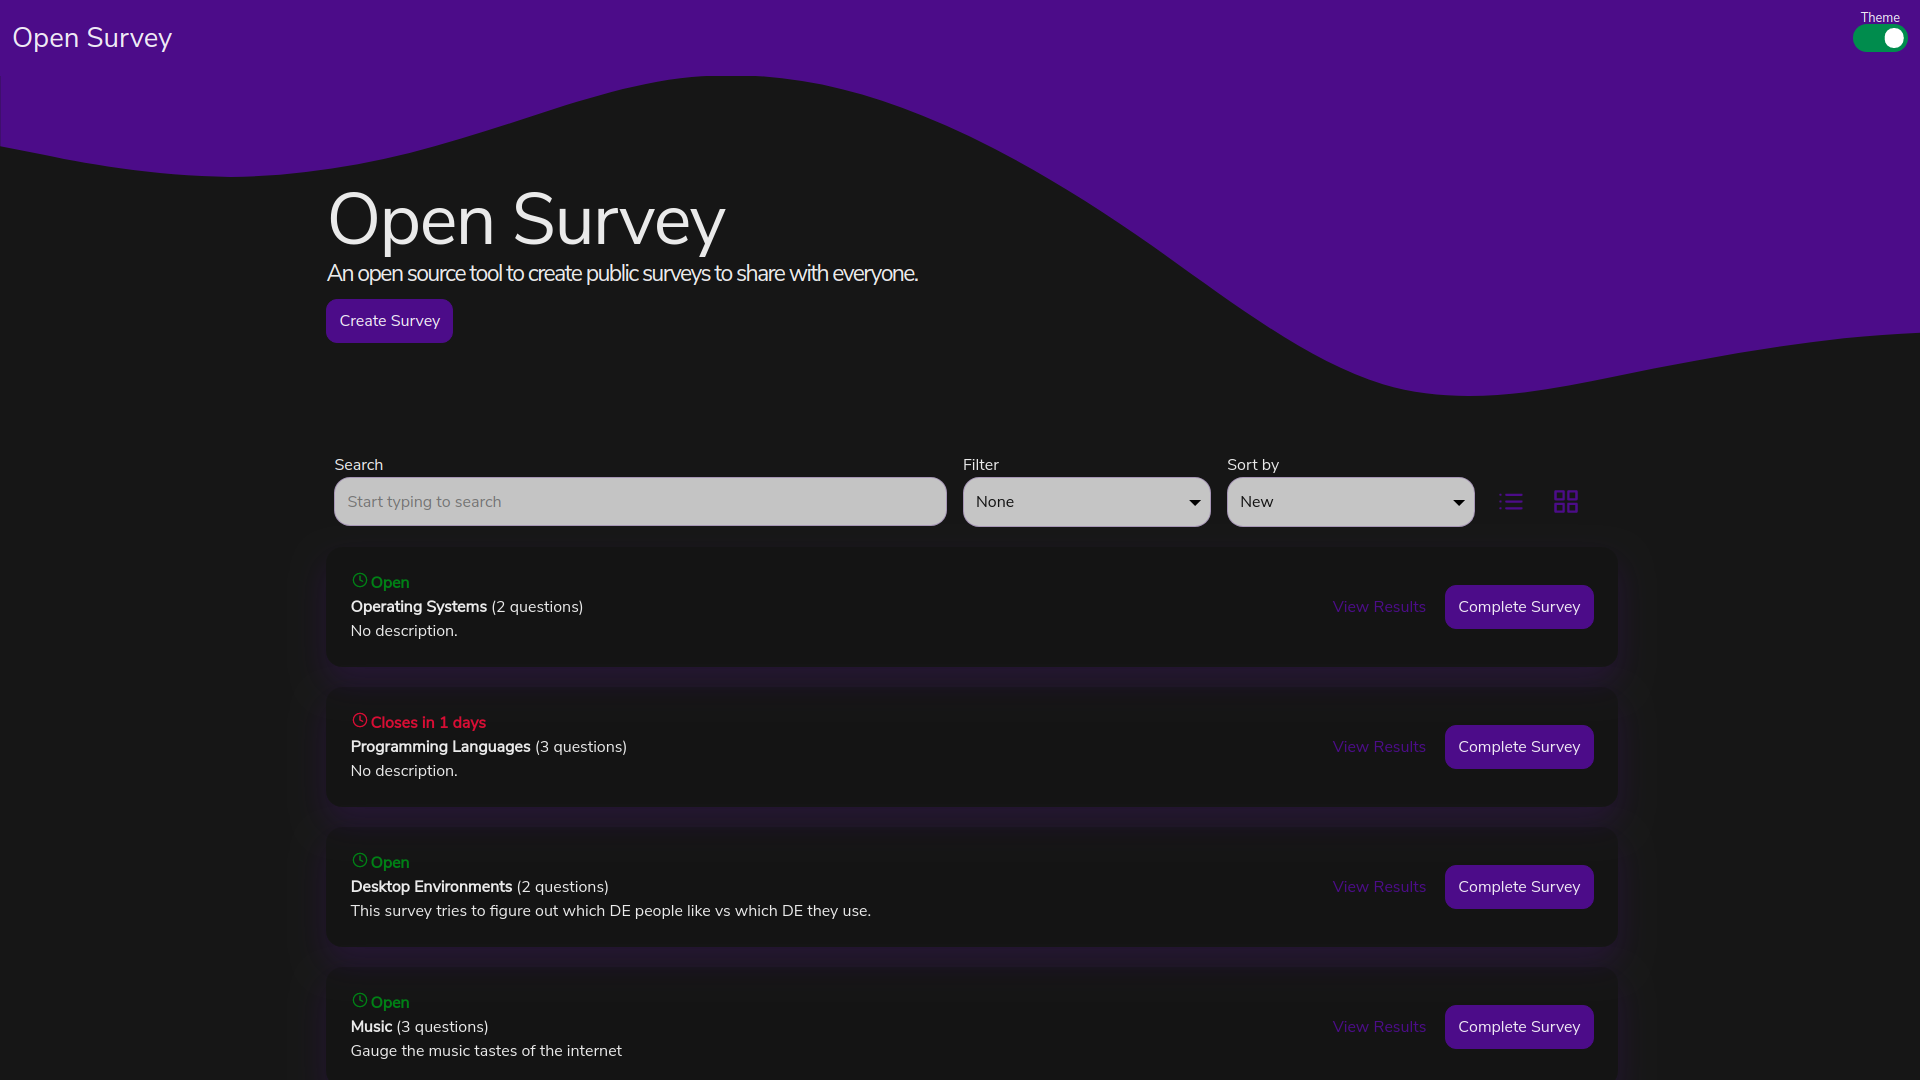 Open Survey
Theme
Open Survey
An open source tool to create public surveys to share with everyone.
Create Survey
Search
Filter
Sort by
Start typing to search
None
New
Open
Operating Systems (2 questions)
No description.
View Results
Complete Survey
Closes in 1 days
Programming Languages (3 questions)
No description.
View Results
Complete Survey
Open
Desktop Environments (2 questions)
This survey tries to figure out which DE people like vs which DE they use.
View Results
Complete Survey
Open
Music (3 questions)
Gauge the music tastes of the internet
View Results
Complete Survey